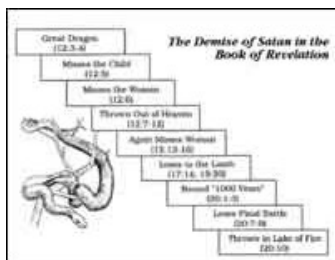 The Demise of Satan in the
Book of Revelation
Great Dragon
(12:3-4)
Misses the Child
(12:5)
Misses the Woman
(12:6)
Thrown Out of Heaven
(12:7-12)
Again Misses Woman
(12:13-16)
Loses to the Lamb
(17:14, 19:20)
Bound "1000 Years"
(20:1-3)
Loses Final Battle
(20:7-9)
Thrown in Lake of Fire
(20:10)